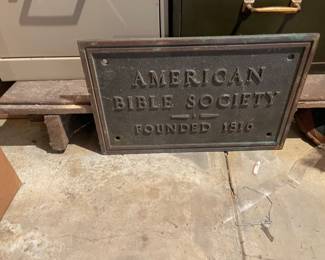 AMERICAN
BIBLE SOCIETY
FOUNDED 1816